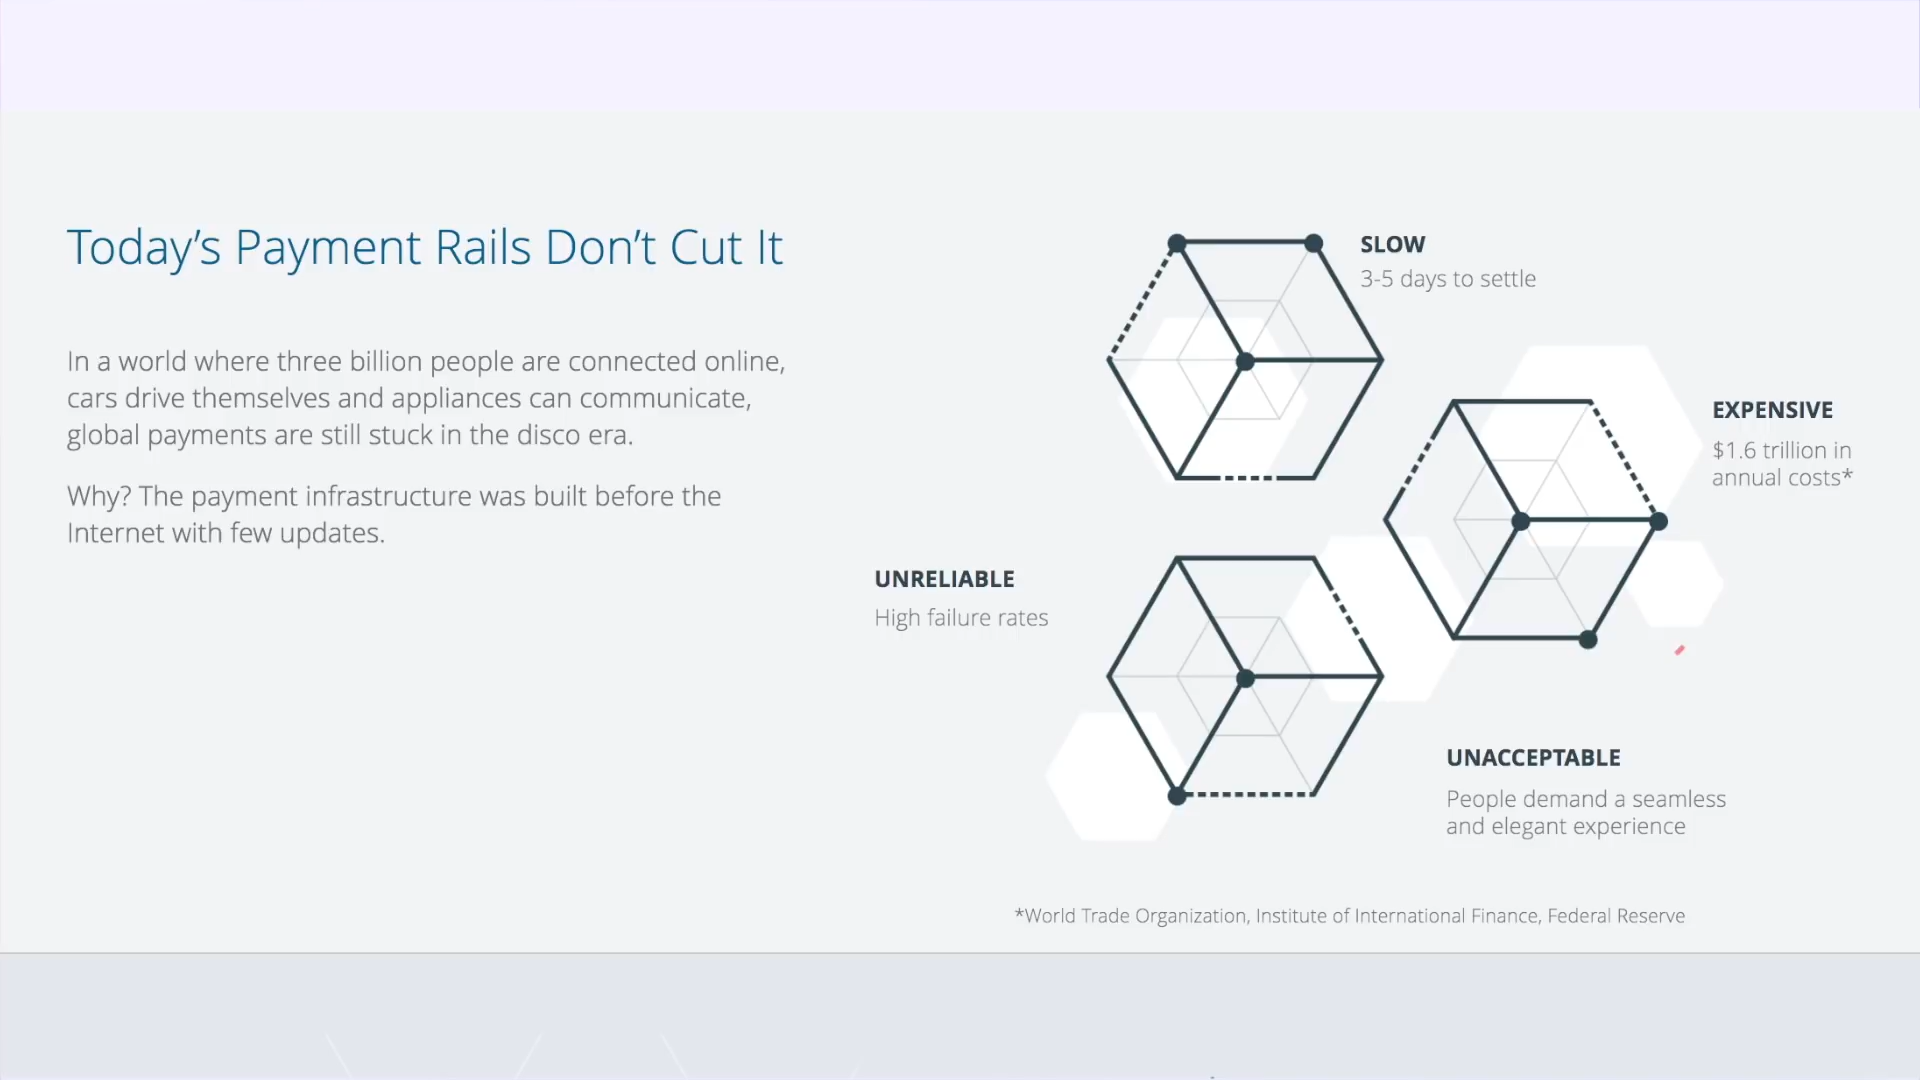 Today's Payment Rails Don't Cut It
In a world where three billion people are connected online,
cars drive themselves and appliances can communicate,
global payments are still stuck in the disco era.
Why? The payment infrastructure was built before the
Internet with few updates.
SLOW
3-5 days to settle
EXPENSIVE
$1.6 trillion in
annual costs*
UNRELIABLE
High failure rates
UNACCEPTABLE
People demand a seamless
and elegant experience
*World Trade Organization, Institute of International Finance, Federal Reserve